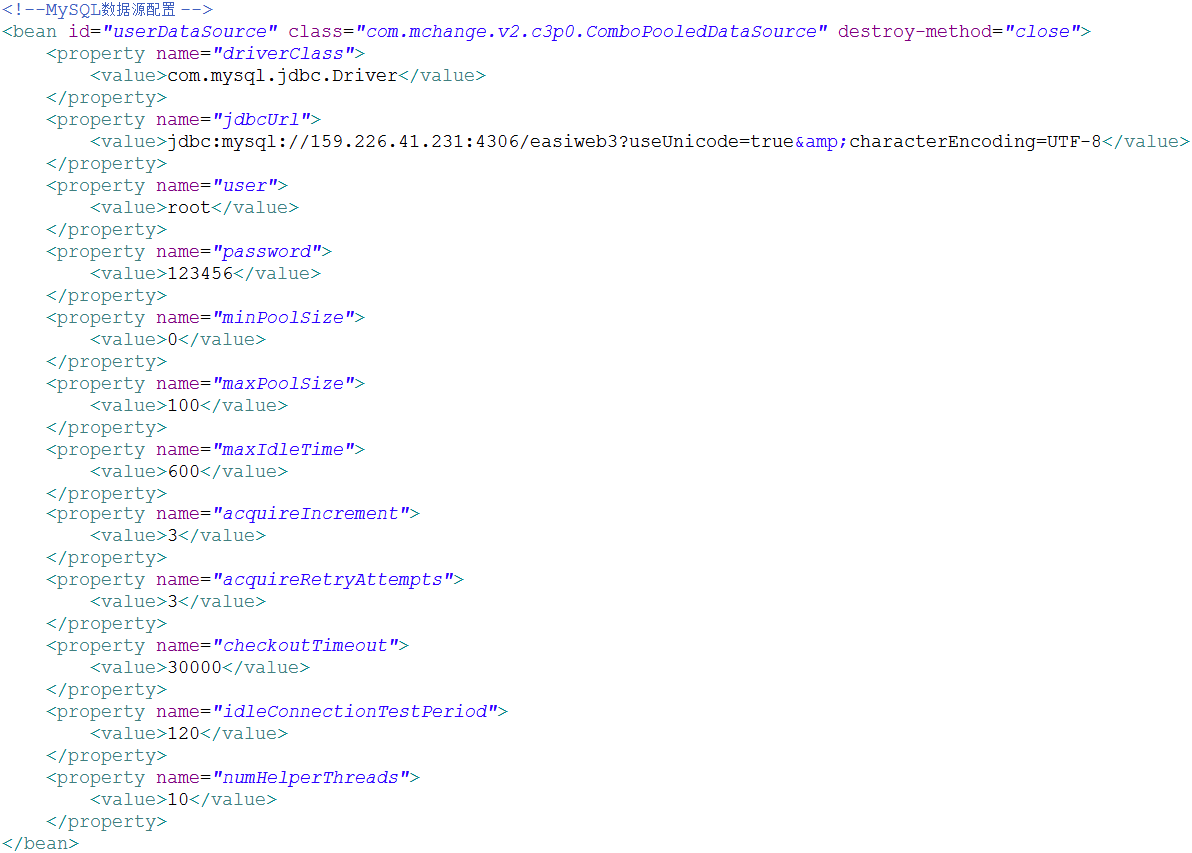 <!--MySQL数据源配置 -->
<bean id="userDataSource" class="com.mchange.v2.c3p0.ComboPooledDataSource" destroy-method="close">
    <property name="driverClass">
        <value>com.mysql.jdbc.Driver</value>
    </property>
    <property name="jdbcUrl">
        <value>jdbc:mysql://159.226.41.231:4306/easiweb3?useUnicode=true&amp;characterEncoding=UTF-8</value>
    </property>
    <property name="user">
        <value>root</value>
    </property>
    <property name="password">
        <value>123456</value>
    </property>
    <property name="minPoolSize">
        <value>0</value>
    </property>
    <property name="maxPoolSize">
        <value>100</value>
    </property>
    <property name="maxIdleTime">
        <value>600</value>
    </property>
    <property name="acquireIncrement">
        <value>3</value>
    </property>
    <property name="acquireRetryAttempts">
        <value>3</value>
    </property>
    <property name="checkoutTimeout">
        <value>30000</value>
    </property>
    <property name="idleConnectionTestPeriod">
        <value>120</value>
    </property>
    <property name="numHelperThreads">
        <value>10</value>
    </property>
</bean>